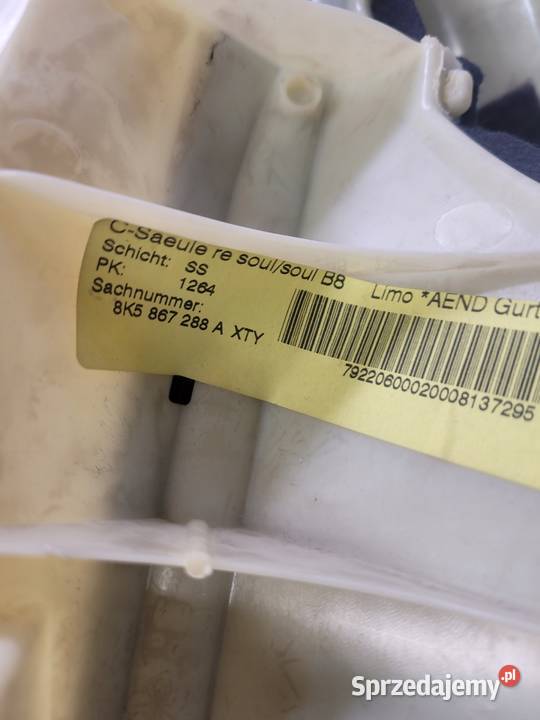 C-Saeule re soul/soul B8 Limo *AEND Gurt
Schicht: SS
PK: 1264
Sachnummer:
8K5 867 288 A XTY
79220600020008137295
Sprzedajemy.pl